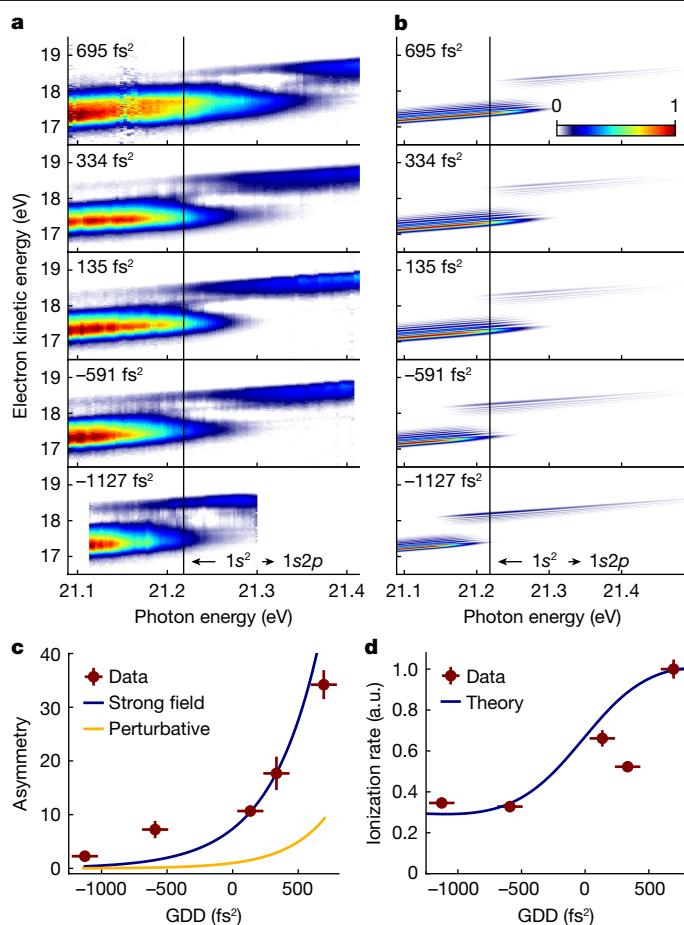 a
b
695 fs²
19
18
17
334 fs²
19
18
17
135 fs²
19
18
17
–591 fs²
19
18
17
–1127 fs²
19
18
17
← 1s² → 1s2p
21.1 21.2 21.3 21.4
Photon energy (eV)
Electron kinetic energy (eV)
695 fs²
0 1
334 fs²
135 fs²
–591 fs²
–1127 fs²
← 1s² → 1s2p
21.1 21.2 21.3 21.4
Photon energy (eV)
c
40
30
20
10
0
Asymmetry
Data
Strong field
Perturbative
–1000 –500 0 500
GDD (fs²)
d
1.0
0.8
0.6
0.4
0.2
0
Ionization rate (a.u.)
Data
Theory
–1000 –500 0 500
GDD (fs²)